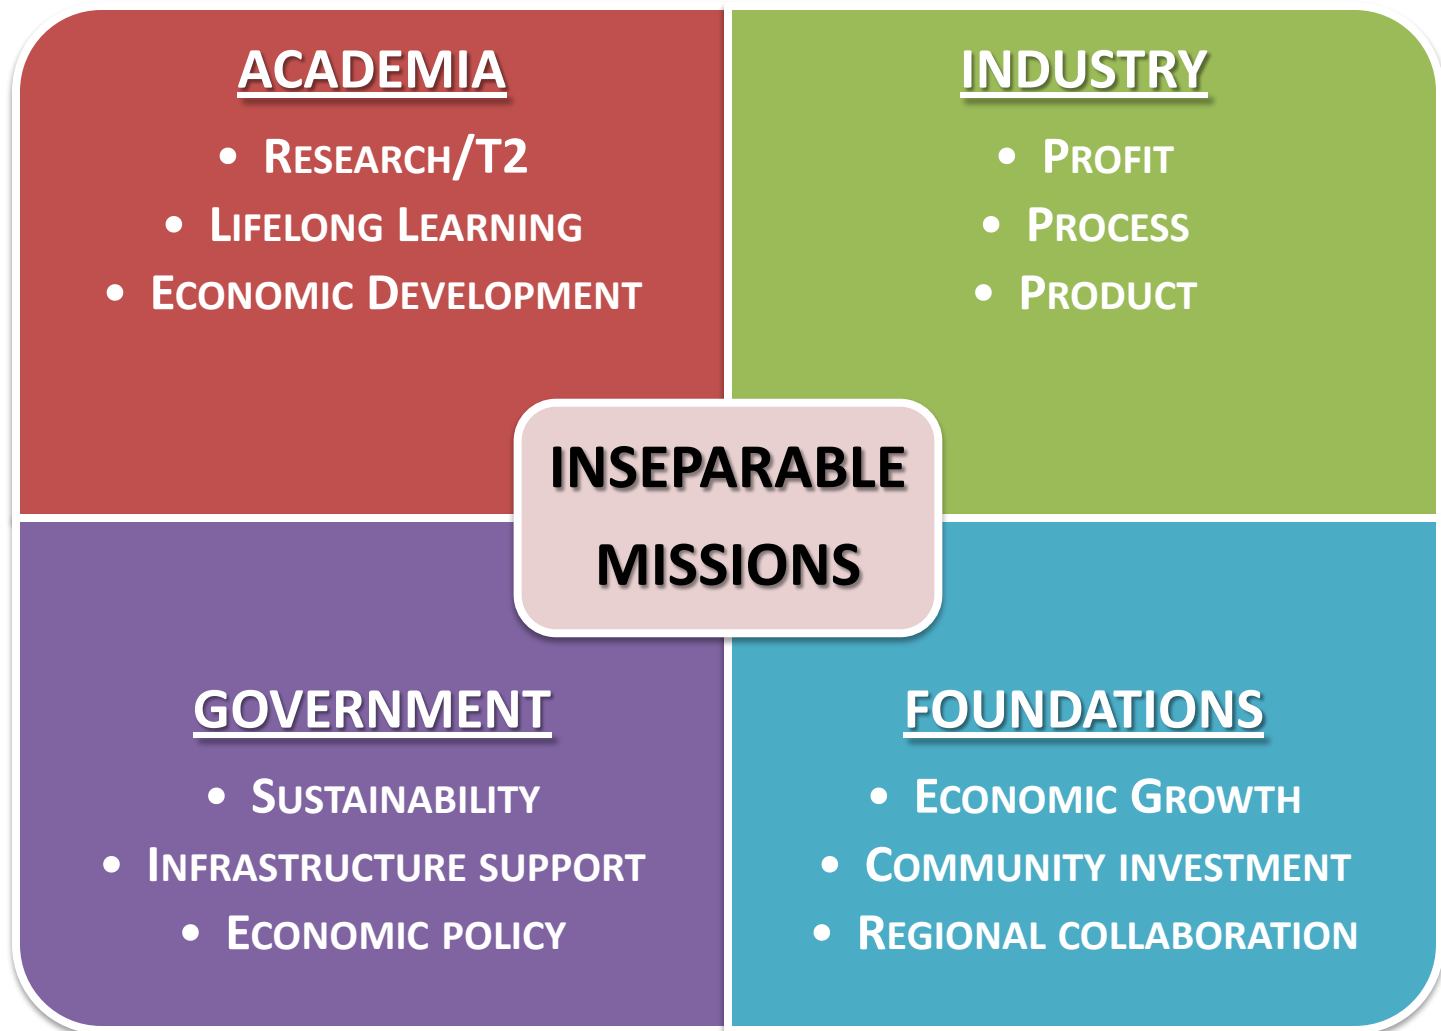 ACADEMIA
• RESEARCH/T2
• LIFELONG LEARNING
• ECONOMIC DEVELOPMENT
INDUSTRY
• PROFIT
• PROCESS
• PRODUCT
INSEPARABLE
MISSIONS
GOVERNMENT
• SUSTAINABILITY
• INFRASTRUCTURE SUPPORT
• ECONOMIC POLICY
FOUNDATIONS
• ECONOMIC GROWTH
• COMMUNITY INVESTMENT
• REGIONAL COLLABORATION